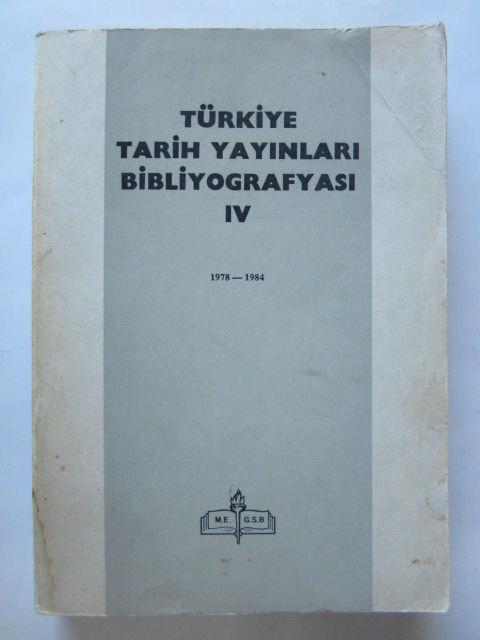 TÜRKİYE
TARİH YAYINLARI
BİBLİYOGRAFYASI
IV
1978 — 1984
M.E. G.S.B